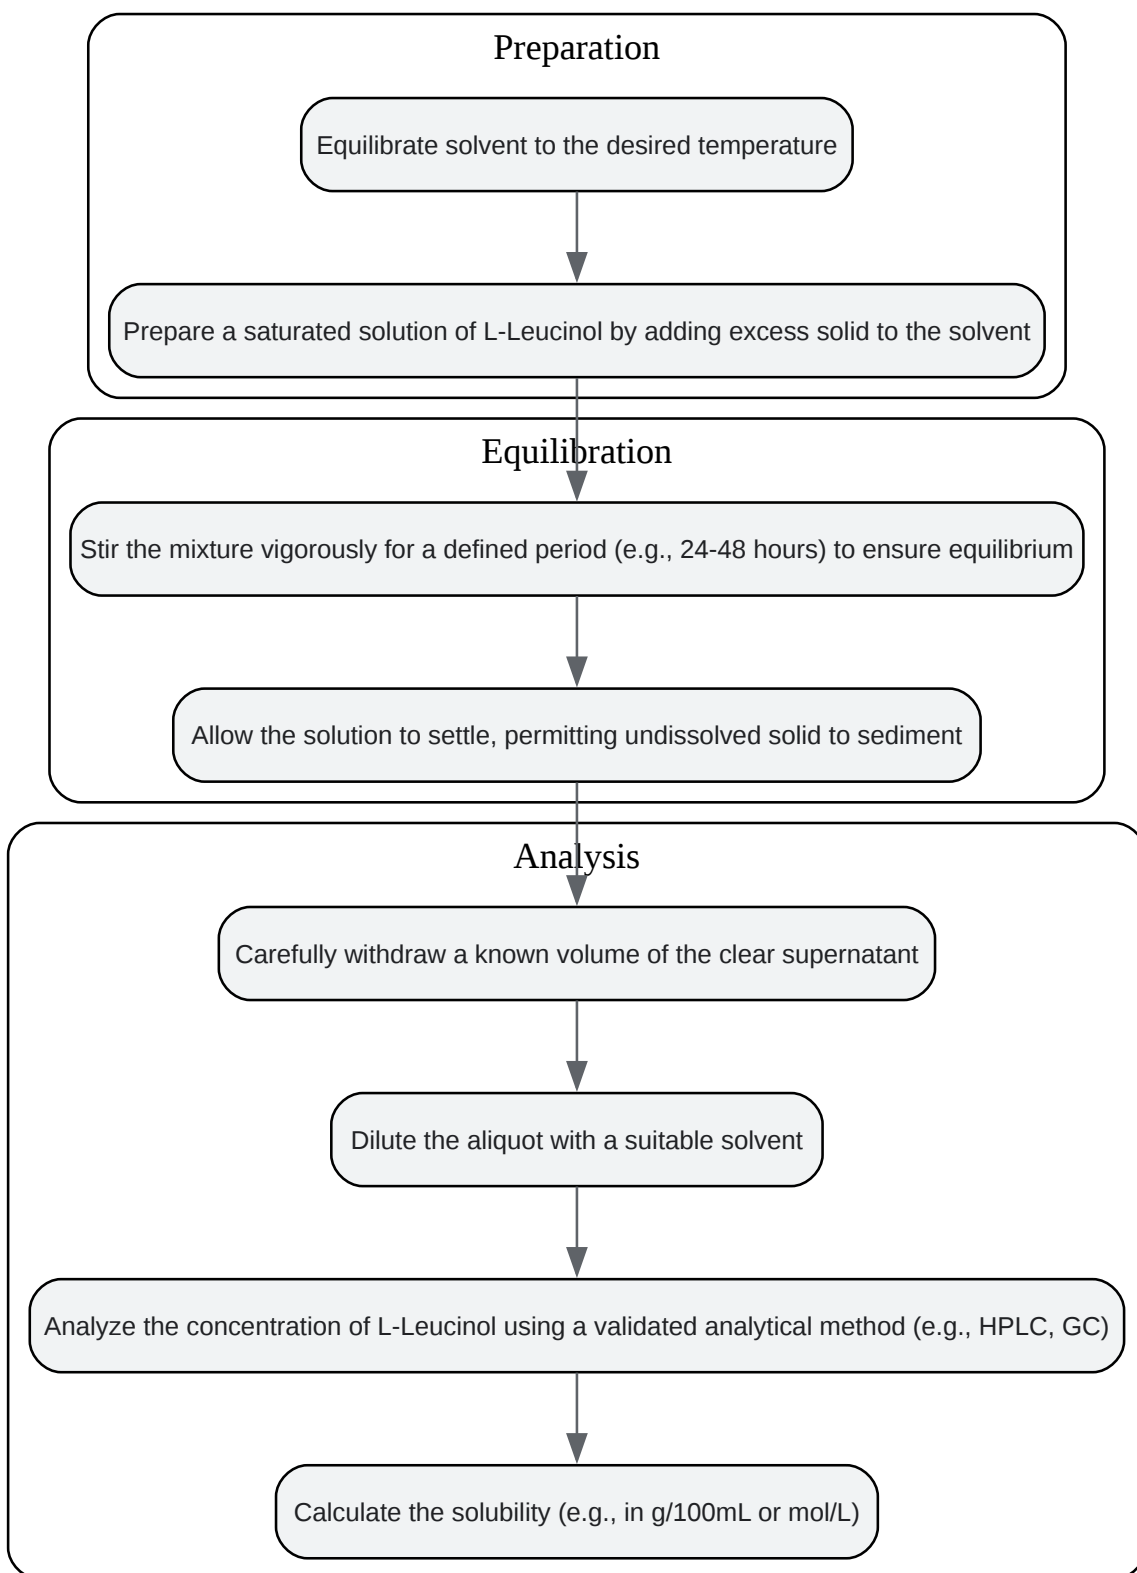 Preparation
Equilibrate solvent to the desired temperature
Prepare a saturated solution of L-Leucinol by adding excess solid to the solvent
Equilibration
Stir the mixture vigorously for a defined period (e.g., 24-48 hours) to ensure equilibrium
Allow the solution to settle, permitting undissolved solid to sediment
Analysis
Carefully withdraw a known volume of the clear supernatant
Dilute the aliquot with a suitable solvent
Analyze the concentration of L-Leucinol using a validated analytical method (e.g., HPLC, GC)
Calculate the solubility (e.g., in g/100mL or mol/L)